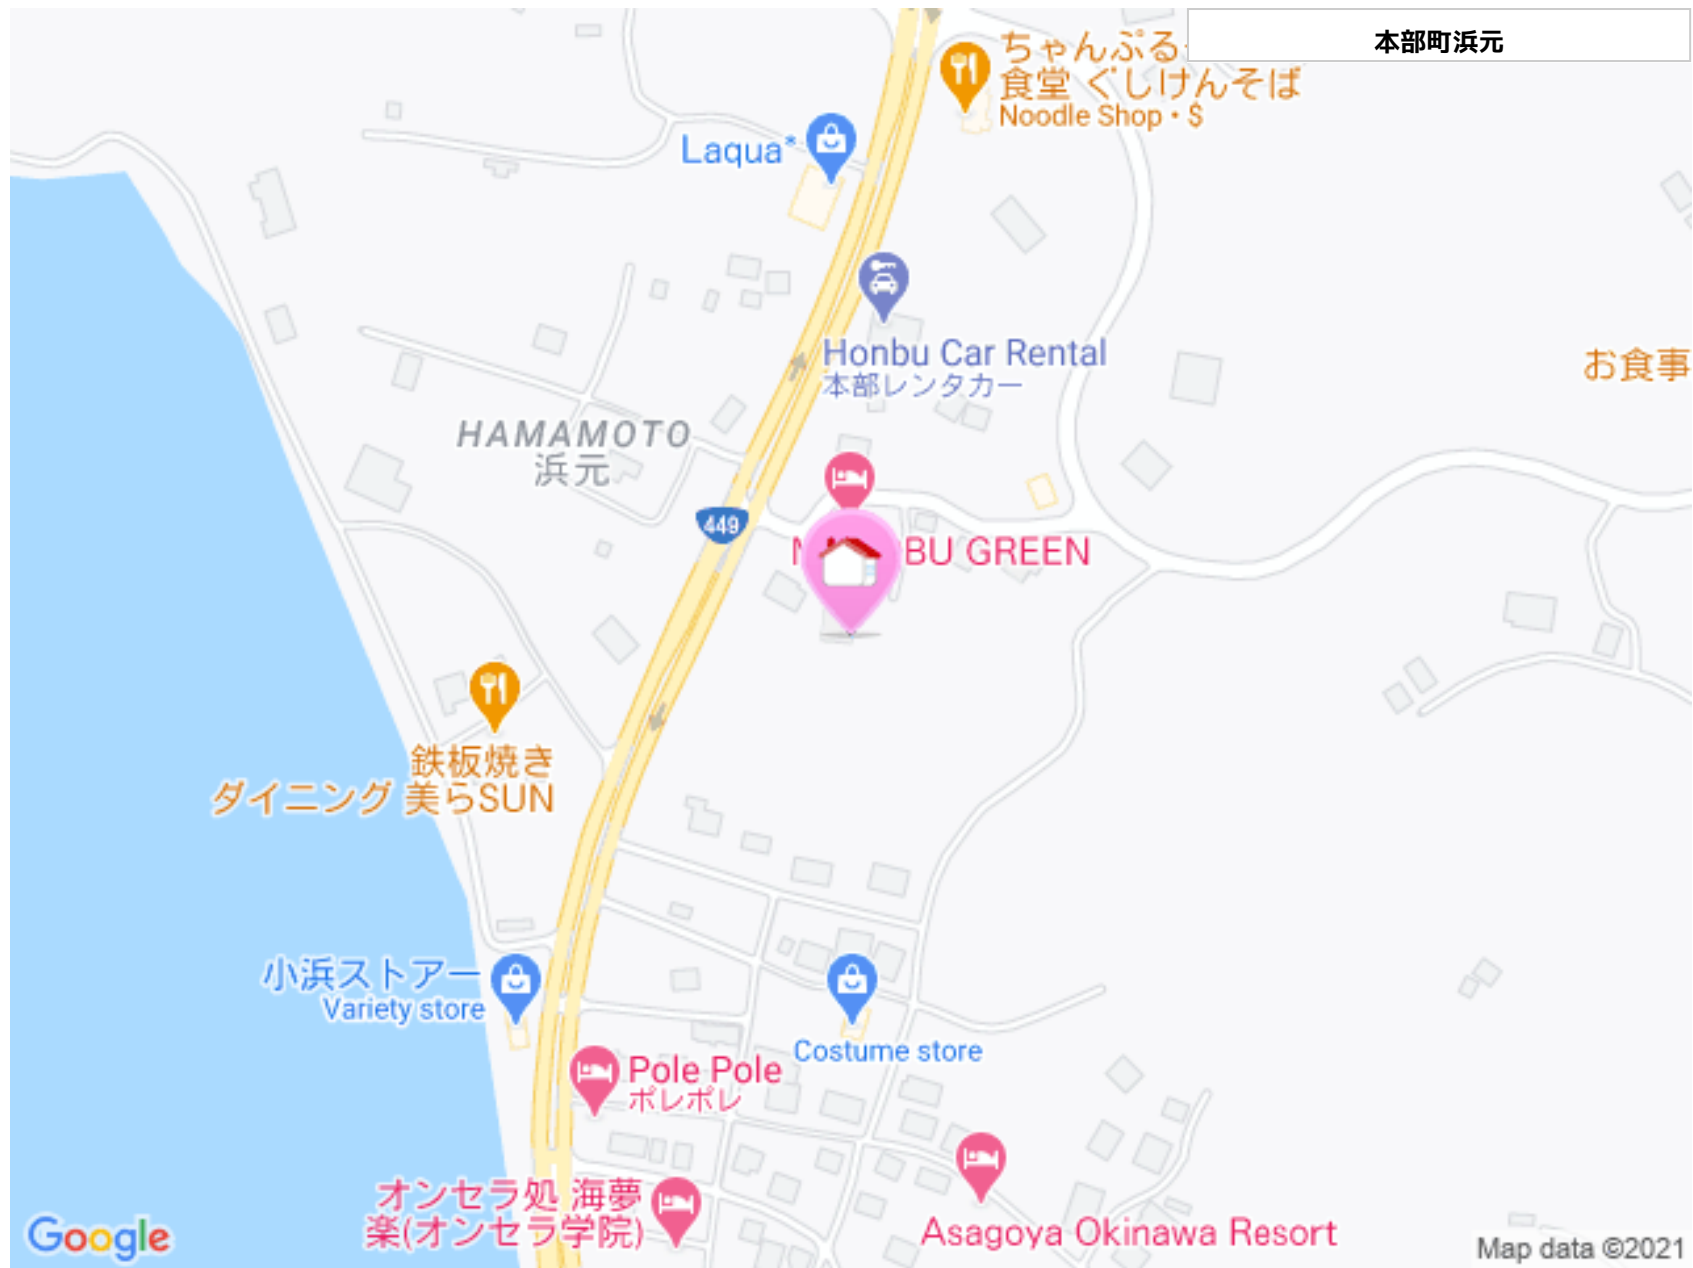 本部町浜元
ちゃんぷる
食堂 ぐしけんそば
Noodle Shop • $
Laqua*
Honbu Car Rental
本部レンタカー
お食事
HAMAMOTO
浜元
449
BU GREEN
鉄板焼き
ダイニング 美らSUN
小浜ストアー
Variety store
Costume store
Pole Pole
ポレポレ
オンセラ処 海夢
楽(オンセラ学院)
Asagoya Okinawa Resort
Google
Map data ©2021